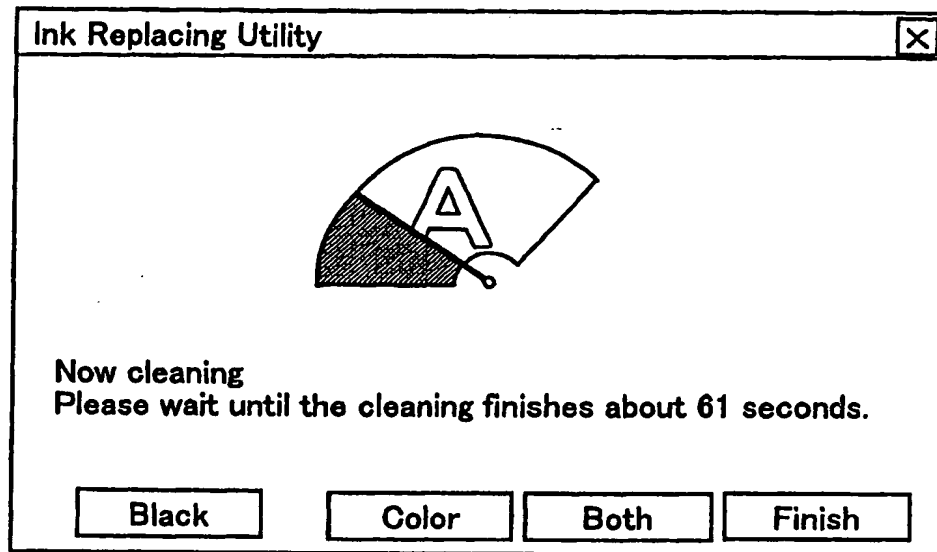 Ink Replacing Utility
A
Now cleaning
Please wait until the cleaning finishes about 61 seconds.
Black Color Both Finish